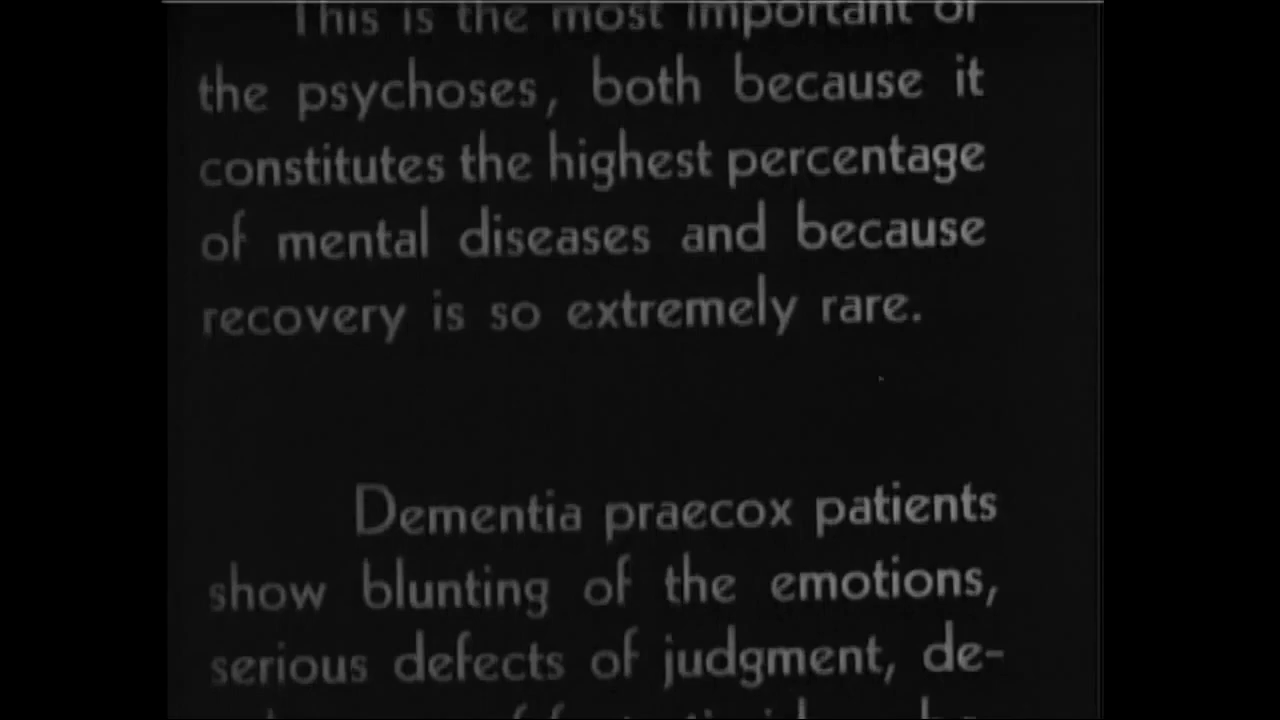 This is the most important of
the psychoses, both because it
constitutes the highest percentage
of mental diseases and because
recovery is so extremely rare.
Dementia praecox patients
show blunting of the emotions,
serious defects of judgment, de-